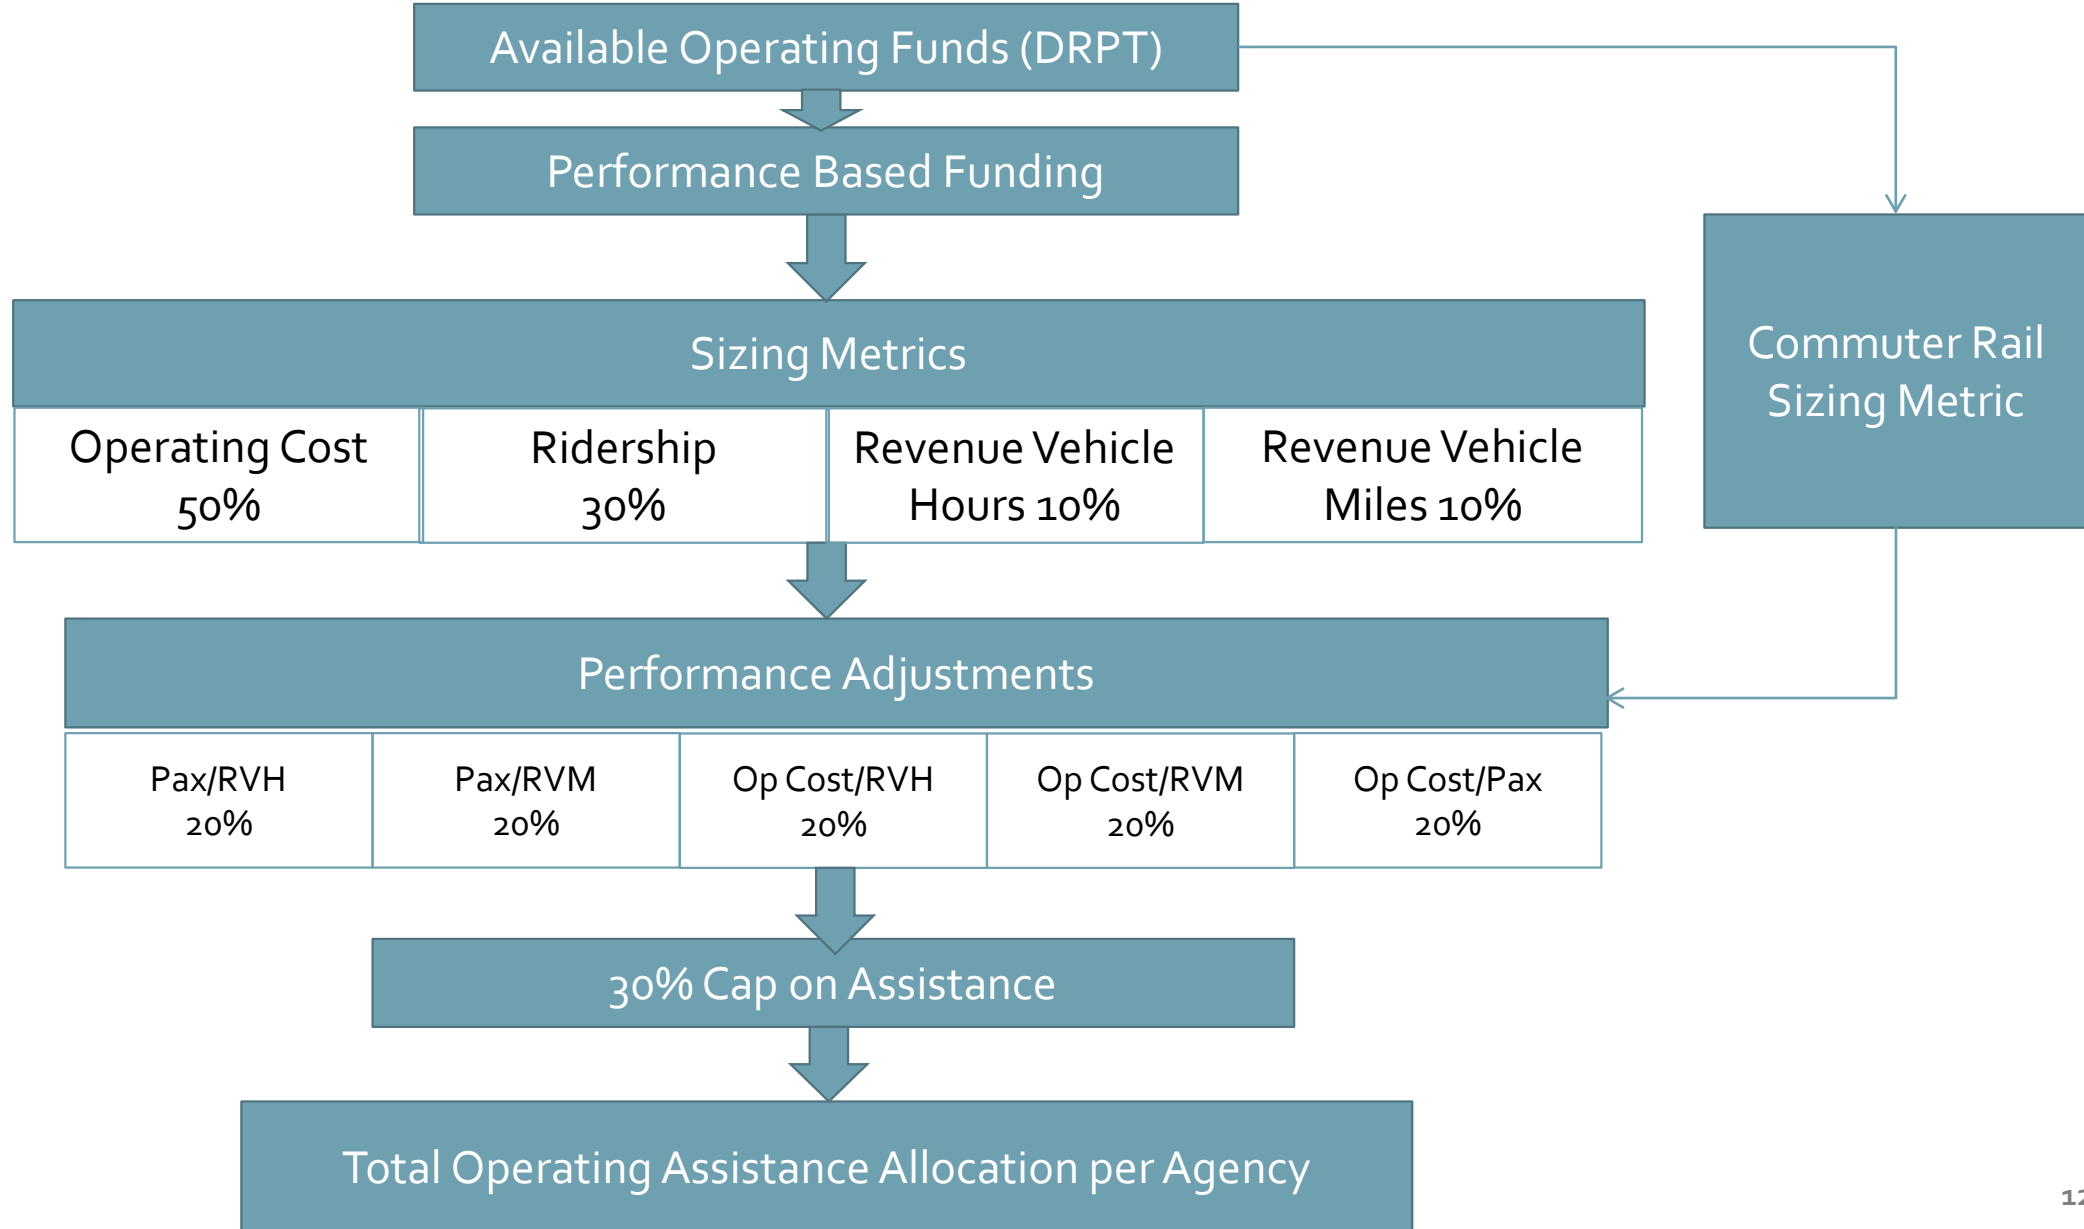 Available Operating Funds (DRPT)
Performance Based Funding
Sizing Metrics
Operating Cost
50%
Ridership
30%
Revenue Vehicle
Hours 10%
Revenue Vehicle
Miles 10%
Commuter Rail
Sizing Metric
Performance Adjustments
Pax/RVH
20%
Pax/RVM
20%
Op Cost/RVH
20%
Op Cost/RVM
20%
Op Cost/Pax
20%
30% Cap on Assistance
Total Operating Assistance Allocation per Agency
12